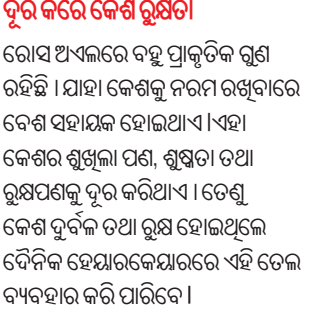 ଦୂର କରେ କେଶ ରୁକ୍ଷତା
ରୋସ ଅଏଲରେ ବହୁ ପ୍ରାକୃତିକ ଗୁଣ
ରହିଛି । ଯାହା କେଶକୁ ନରମ ରଖିବାରେ
ବେଶ ସହାୟକ ହୋଇଥାଏ ।ଏହା
କେଶର ଶୁଖିଲା ପଣ, ଶୁଷ୍କତା ତଥା
ରୁକ୍ଷପଣକୁ ଦୂର କରିଥାଏ । ତେଣୁ
କେଶ ଦୁର୍ବଳ ତଥା ରୁକ୍ଷ ହୋଇଥିଲେ
ଦୈନିକ ହେୟାରକେୟାରରେ ଏହି ତେଲ
ବ୍ୟବହାର କରି ପାରିବେ ।